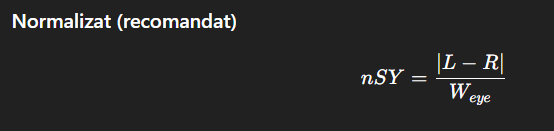 Normalizat (recomandat)
nSY = |L − R| / W_eye